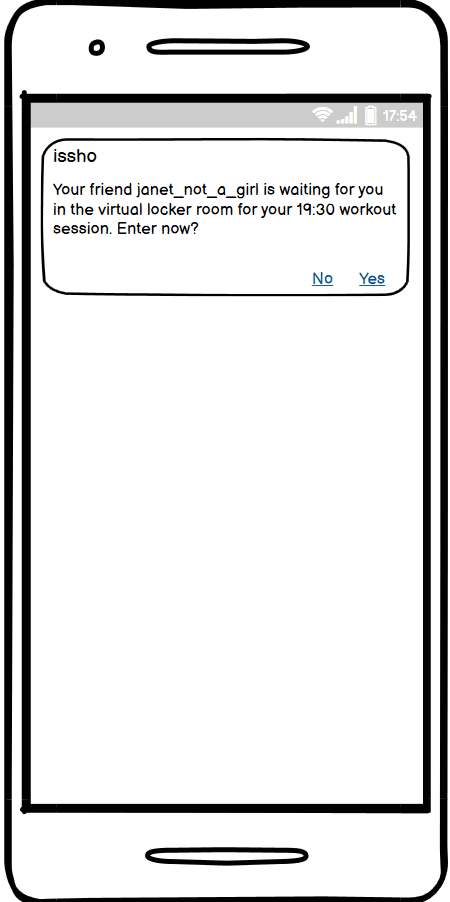 17:54
issho
Your friend janet_not_a_girl is waiting for you
in the virtual locker room for your 19:30 workout
session. Enter now?
No Yes